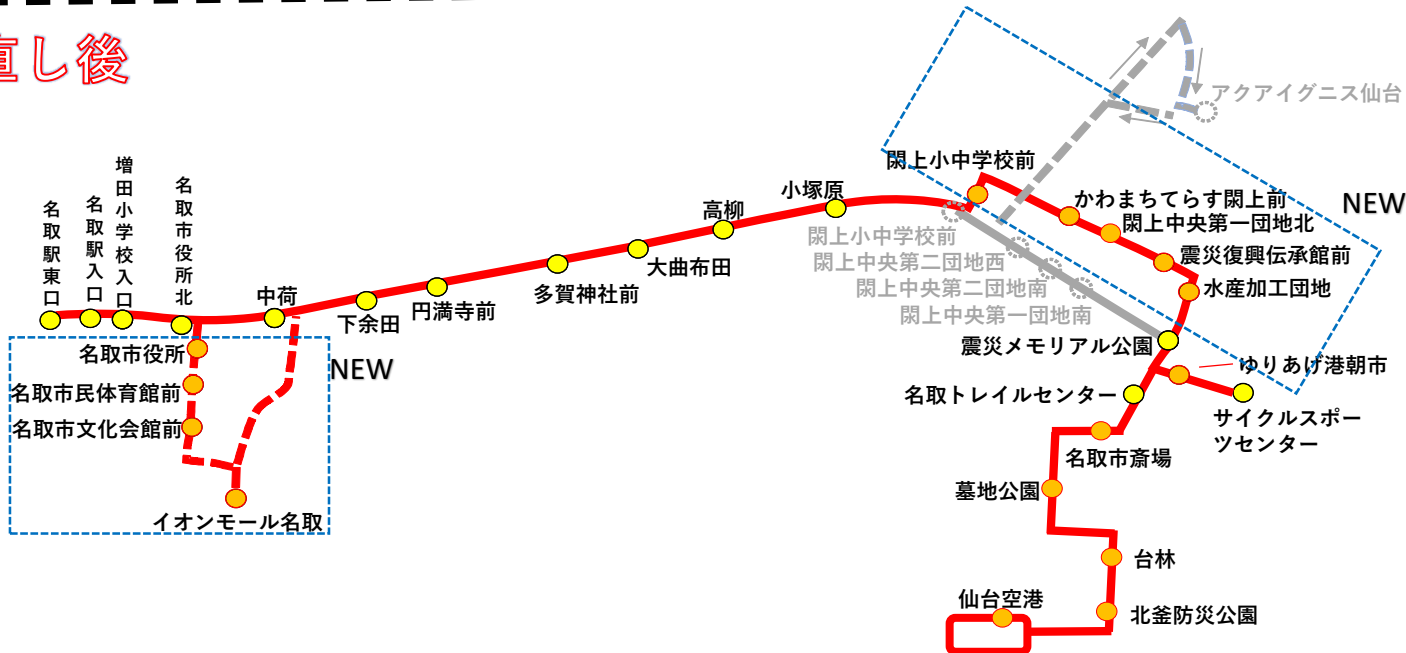 直し後
アクアイグニス仙台
閖上小中学校前
NEW
かわまちてらす閖上前
閖上中央第一団地北
震災復興伝承館前
水産加工団地
名取駅東口
名取駅入口
増田小学校入口
名取市役所北
中荷
下余田
円満寺前
多賀神社前
大曲布田
高柳
小塚原
閖上小中学校前
閖上中央第二団地西
閖上中央第二団地南
閖上中央第一団地南
震災メモリアル公園
ゆりあげ港朝市
サイクルスポー
ツセンター
名取トレイルセンター
名取市斎場
墓地公園
台林
北釜防災公園
仙台空港
NEW
名取市役所
名取市民体育館前
名取市文化会館前
イオンモール名取